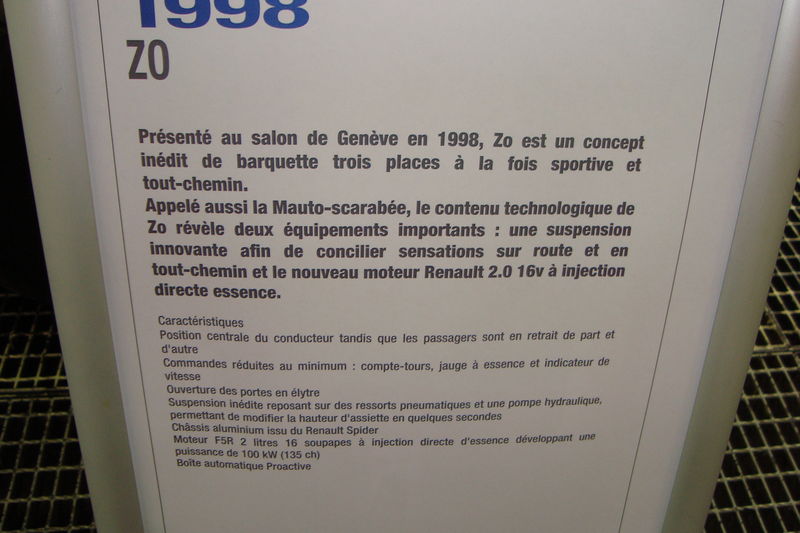 1998
ZO
Présenté au salon de Genève en 1998, Zo est un concept
inédit de barquette trois places à la fois sportive et
tout-chemin.
Appelé aussi la Mauto-scarabée, le contenu technologique de
Zo révèle deux équipements importants : une suspension
innovante afin de concilier sensations sur route et en
tout-chemin et le nouveau moteur Renault 2.0 16v à injection
directe essence.
Caractéristiques
Position centrale du conducteur tandis que les passagers sont en retrait de part et
d'autre
Commandes réduites au minimum : compte-tours, jauge à essence et indicateur de
vitesse
Ouverture des portes en élytre
Suspension inédite reposant sur des ressorts pneumatiques et une pompe hydraulique,
permettant de modifier la hauteur d'assiette en quelques secondes
Châssis aluminium issu du Renault Spider
Moteur F5R 2 litres 16 soupapes à injection directe d'essence développant une
puissance de 100 kW (135 ch)
Boîte automatique Proactive